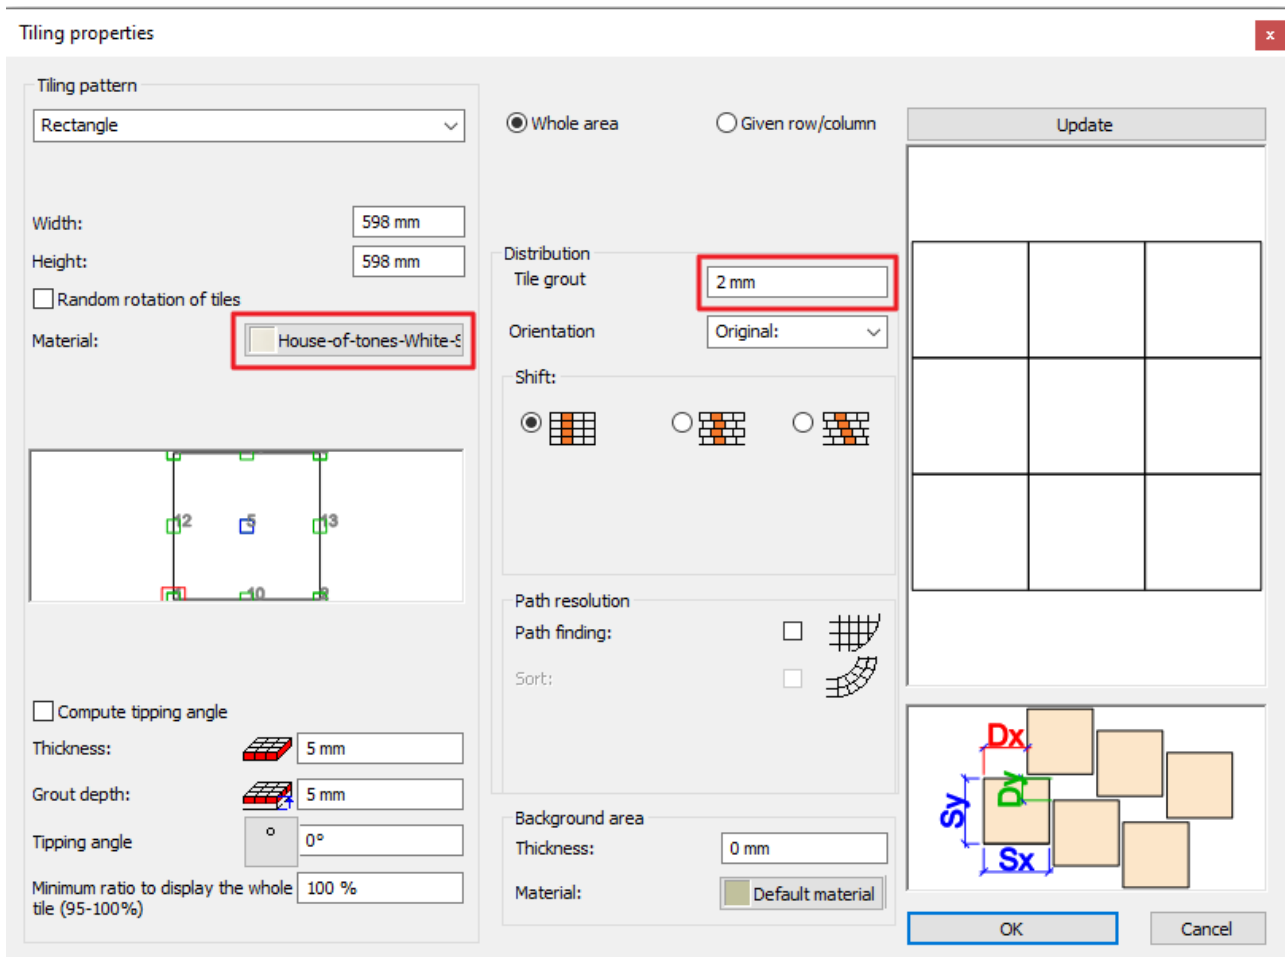 Tiling properties
x
Tiling pattern
Rectangle
Width:
598 mm
Height:
598 mm
Random rotation of tiles
Material:
House-of-tones-White-S
12
5
13
1
10
Compute tipping angle
Thickness:
5 mm
Grout depth:
5 mm
Tipping angle
°
0°
Minimum ratio to display the whole
tile (95-100%)
100 %
Whole area
Given row/column
Distribution
Tile grout
2 mm
Orientation
Original:
Shift:
Path resolution
Path finding:
Sort:
Background area
Thickness:
0 mm
Material:
Default material
Update
Dx
Dy
Sy
Sx
OK
Cancel